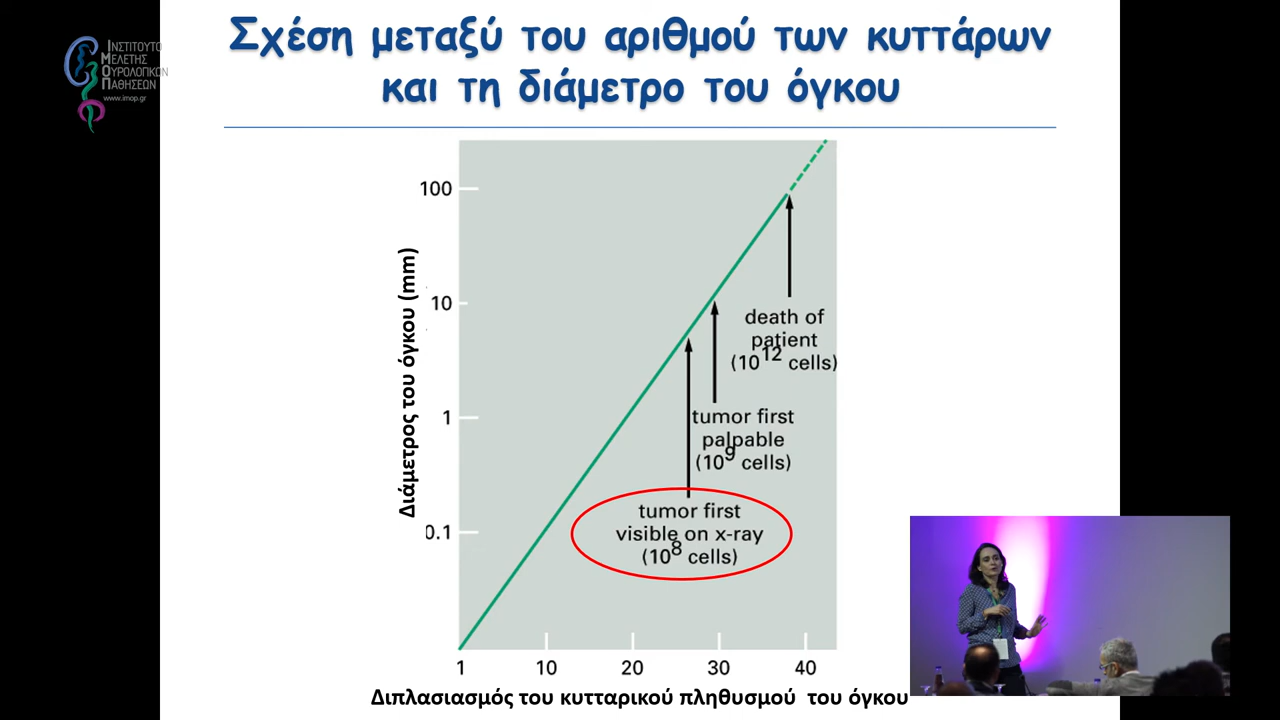 ΙΝΣΤΙΤΟΥΤΟ
ΜΕΛΕΤΗΣ
ΟΥΡΟΛΟΓΙΚΩΝ
ΠΑΘΗΣΕΩΝ
www.imop.gr
Σχέση μεταξύ του αριθμού των κυττάρων
και τη διάμετρο του όγκου
Διάμετρος του όγκου (mm)
100
10
1
0.1
death of
patient
(10^12 cells)
tumor first
palpable
(10^9 cells)
tumor first
visible on x-ray
(10^8 cells)
1 10 20 30 40
Διπλασιασμός του κυτταρικού πληθυσμού του όγκου